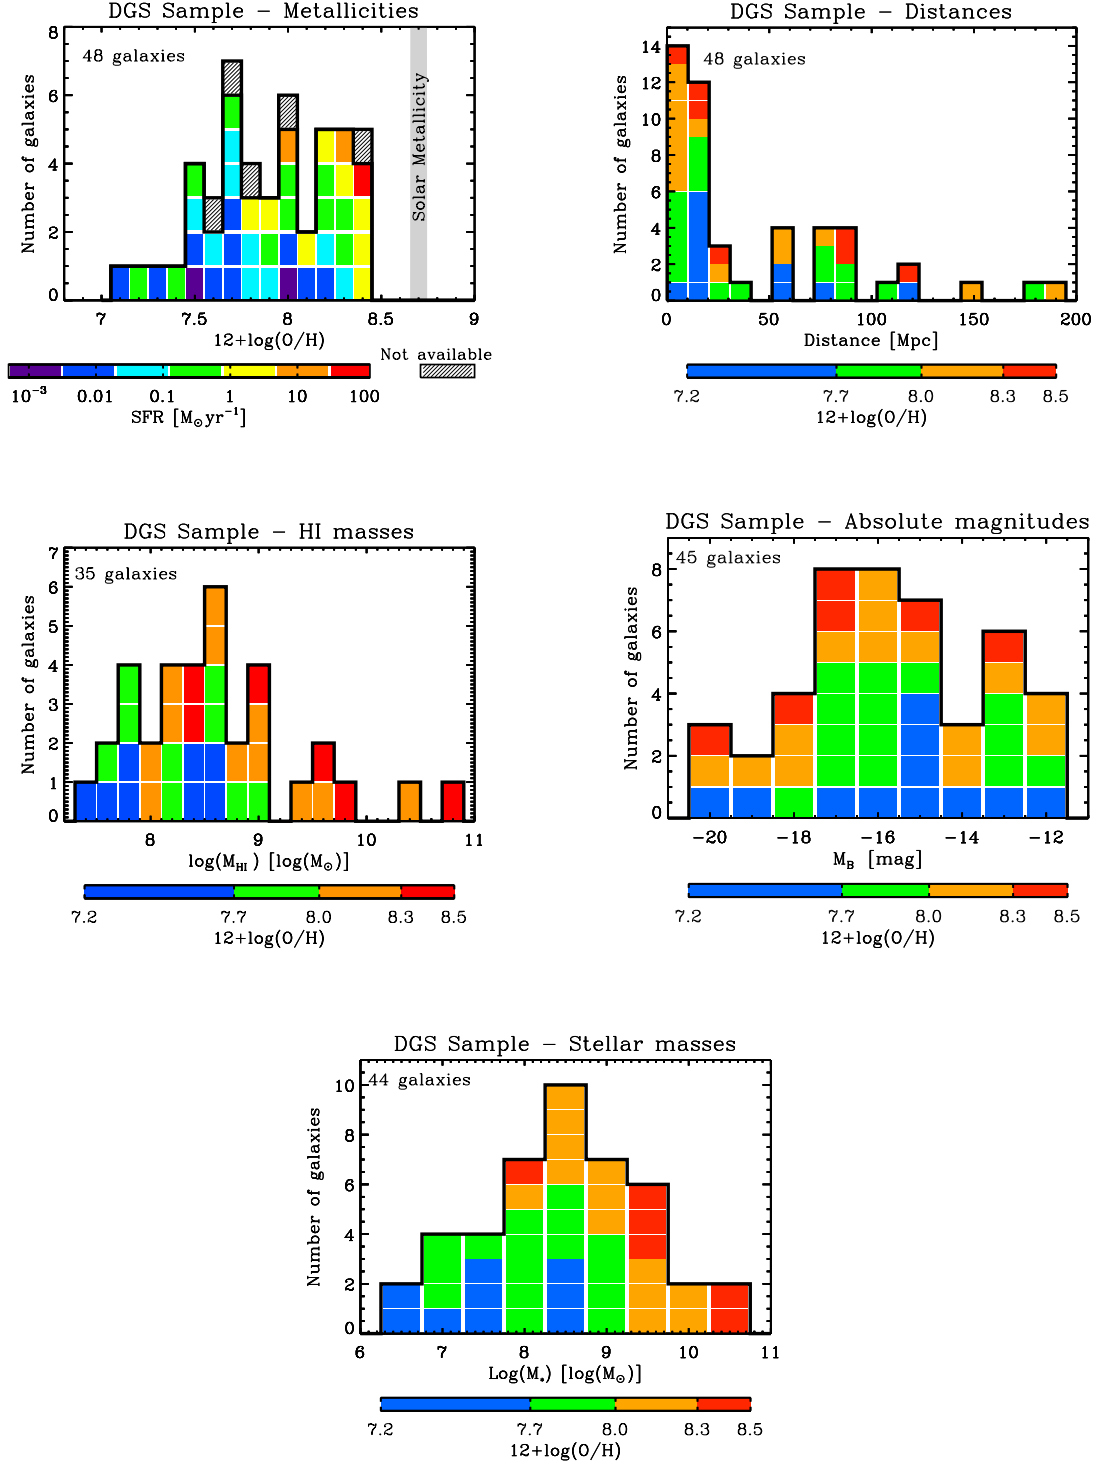 DGS Sample – Metallicities
48 galaxies
Number of galaxies
8
6
4
2
0
Solar Metallicity
7 7.5 8 8.5 9
12+log(O/H)
Not available
10⁻³ 0.01 0.1 1 10 100
SFR [M⊙yr⁻¹]
DGS Sample – Distances
48 galaxies
Number of galaxies
14
12
10
8
6
4
2
0
0 50 100 150 200
Distance [Mpc]
7.2 7.7 8.0 8.3 8.5
12+log(O/H)
DGS Sample – HI masses
35 galaxies
Number of galaxies
7
6
5
4
3
2
1
0
8 9 10 11
log(M_HI) [log(M⊙)]
7.2 7.7 8.0 8.3 8.5
12+log(O/H)
DGS Sample – Absolute magnitudes
45 galaxies
Number of galaxies
8
6
4
2
0
−20 −18 −16 −14 −12
M_B [mag]
7.2 7.7 8.0 8.3 8.5
12+log(O/H)
DGS Sample – Stellar masses
44 galaxies
Number of galaxies
10
8
6
4
2
0
6 7 8 9 10 11
Log(M⋆) [log(M⊙)]
7.2 7.7 8.0 8.3 8.5
12+log(O/H)